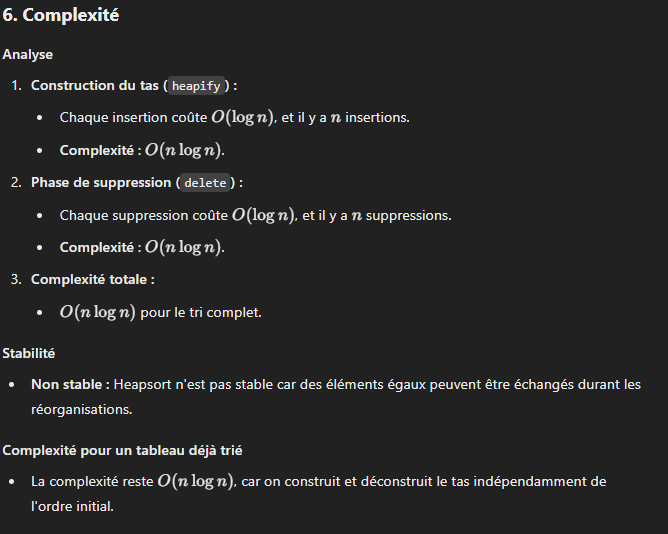 6. Complexité
Analyse
1. Construction du tas ( heapify ) :
• Chaque insertion coûte O(log n), et il y a n insertions.
• Complexité : O(n log n).
2. Phase de suppression ( delete ) :
• Chaque suppression coûte O(log n), et il y a n suppressions.
• Complexité : O(n log n).
3. Complexité totale :
• O(n log n) pour le tri complet.
Stabilité
• Non stable : Heapsort n'est pas stable car des éléments égaux peuvent être échangés durant les
réorganisations.
Complexité pour un tableau déjà trié
• La complexité reste O(n log n), car on construit et déconstruit le tas indépendamment de
l'ordre initial.